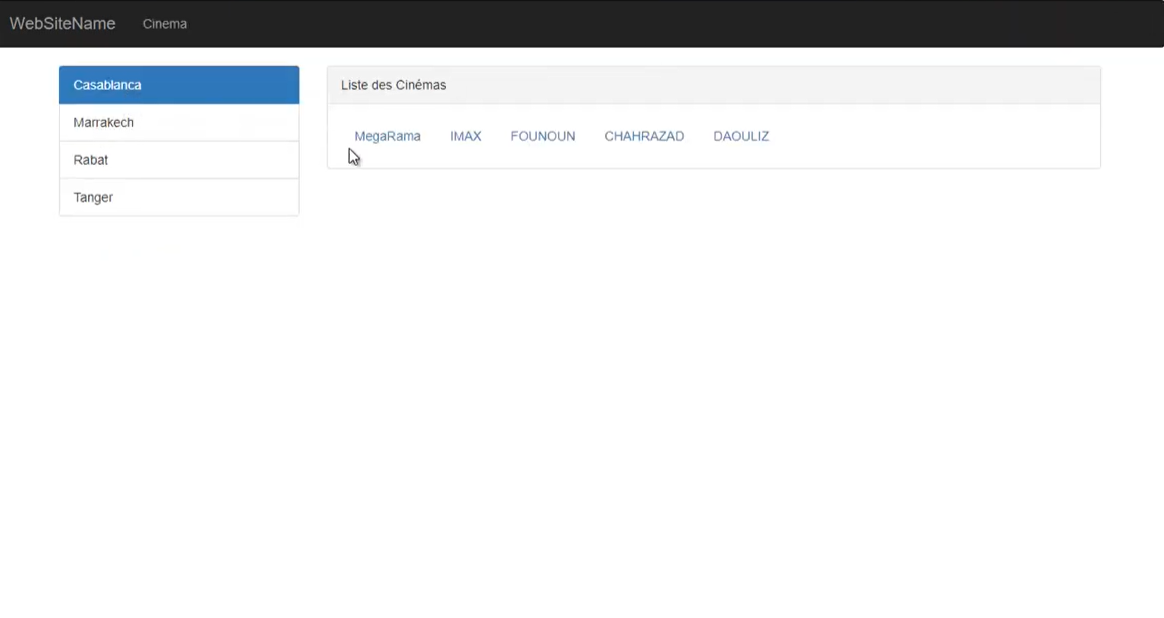 WebSiteName Cinema
Casablanca
Marrakech
Rabat
Tanger
Liste des Cinémas
MegaRama IMAX FOUNOUN CHAHRAZAD DAOULIZ